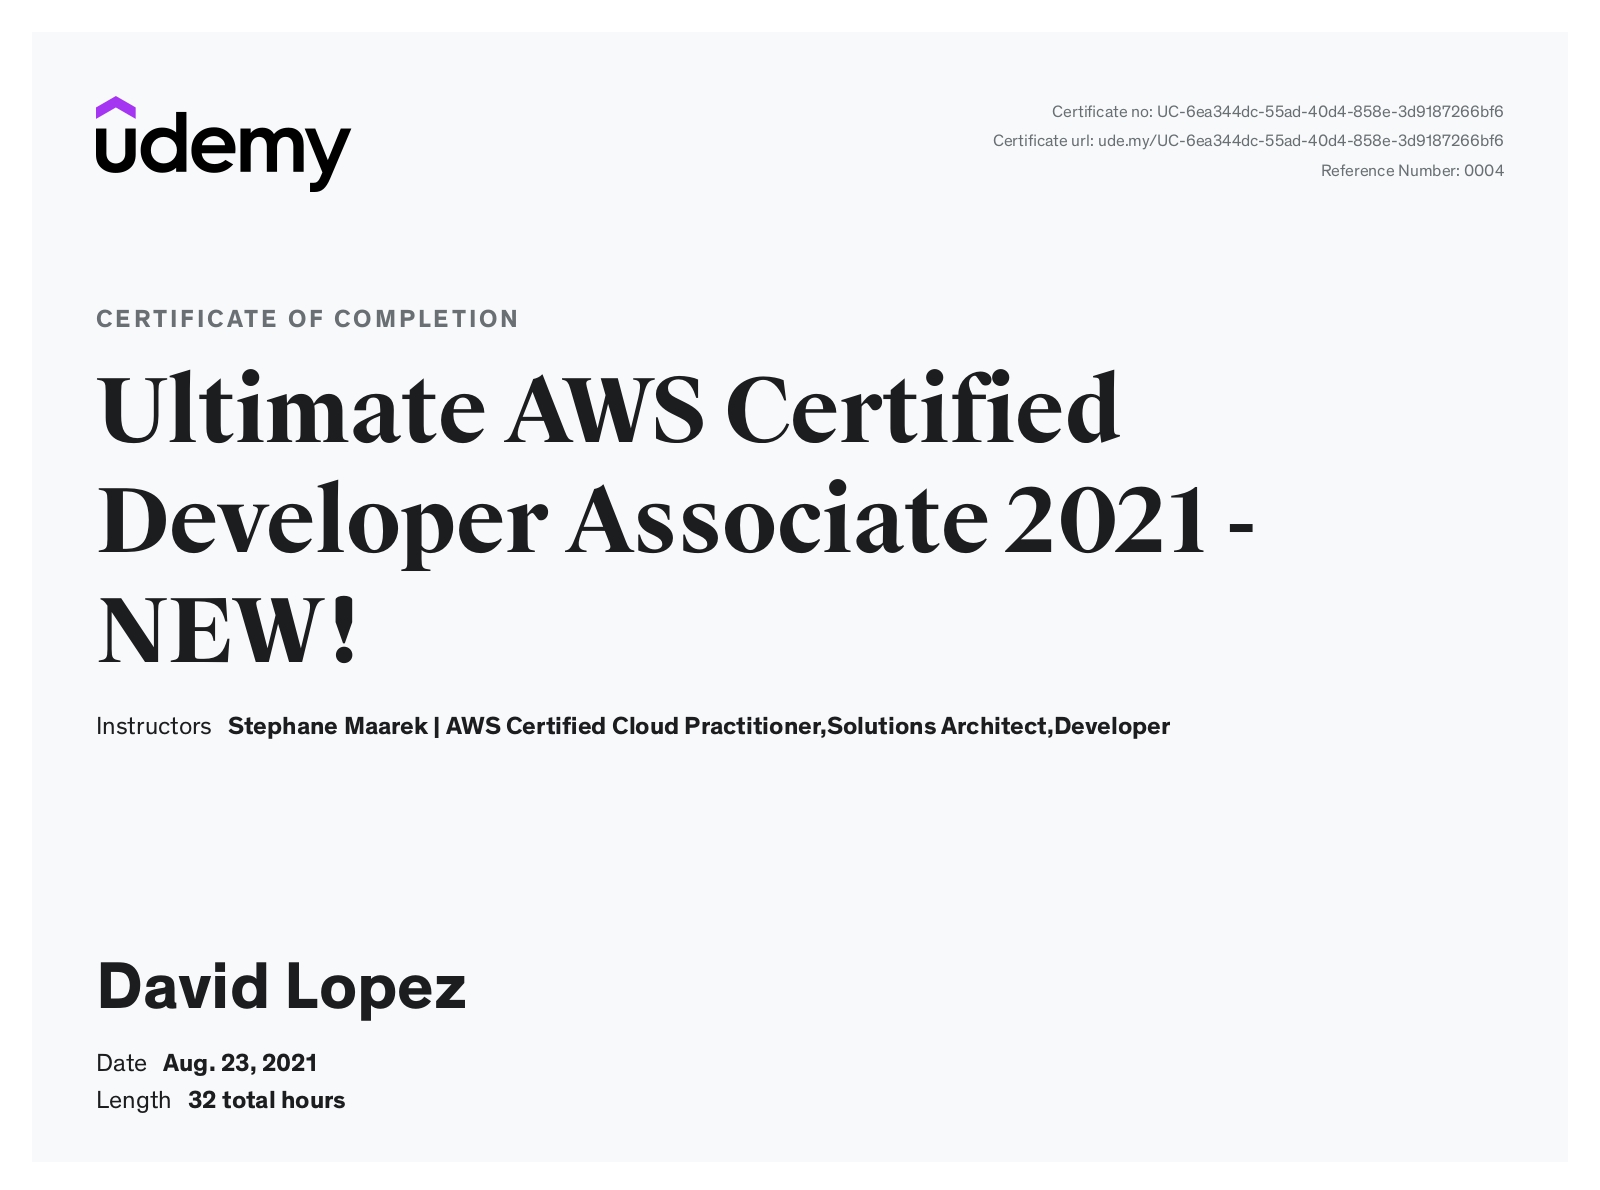 udemy
Certificate no: UC-6ea344dc-55ad-40d4-858e-3d9187266bf6
Certificate url: ude.my/UC-6ea344dc-55ad-40d4-858e-3d9187266bf6
Reference Number: 0004
CERTIFICATE OF COMPLETION
Ultimate AWS Certified
Developer Associate 2021 -
NEW!
Instructors Stephane Maarek | AWS Certified Cloud Practitioner,Solutions Architect,Developer
David Lopez
Date Aug. 23, 2021
Length 32 total hours